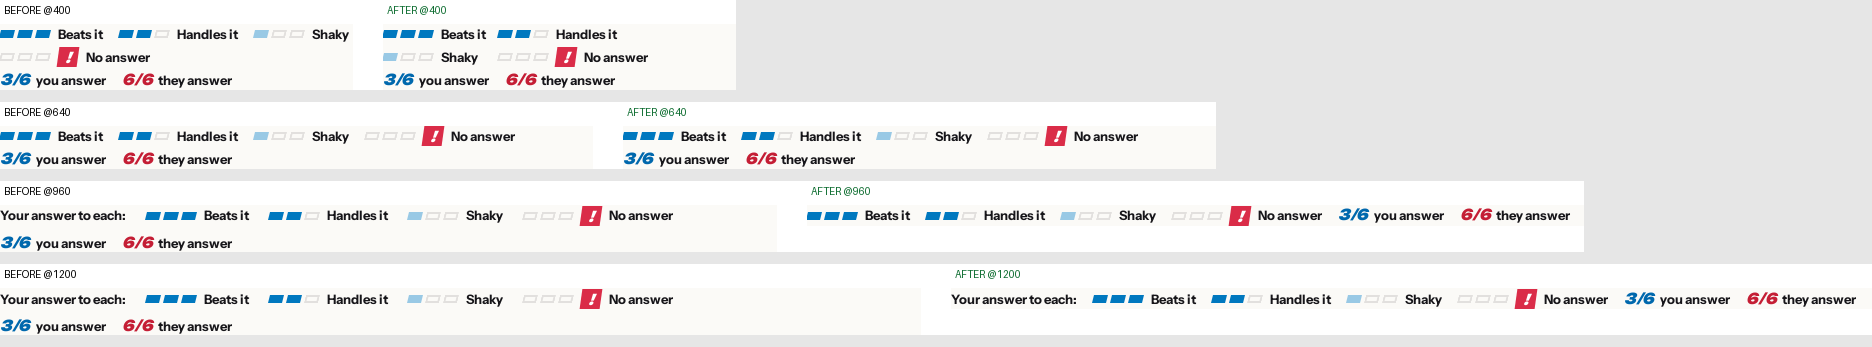 BEFORE @400
Beats it Handles it Shaky
! No answer
3/6 you answer 6/6 they answer
AFTER @400
Beats it Handles it
Shaky ! No answer
3/6 you answer 6/6 they answer
BEFORE @640
Beats it Handles it Shaky ! No answer
3/6 you answer 6/6 they answer
AFTER @640
Beats it Handles it Shaky ! No answer
3/6 you answer 6/6 they answer
BEFORE @960
Your answer to each: Beats it Handles it Shaky ! No answer
3/6 you answer 6/6 they answer
AFTER @960
Beats it Handles it Shaky ! No answer 3/6 you answer 6/6 they answer
BEFORE @1200
Your answer to each: Beats it Handles it Shaky ! No answer
3/6 you answer 6/6 they answer
AFTER @1200
Your answer to each: Beats it Handles it Shaky ! No answer 3/6 you answer 6/6 they answer